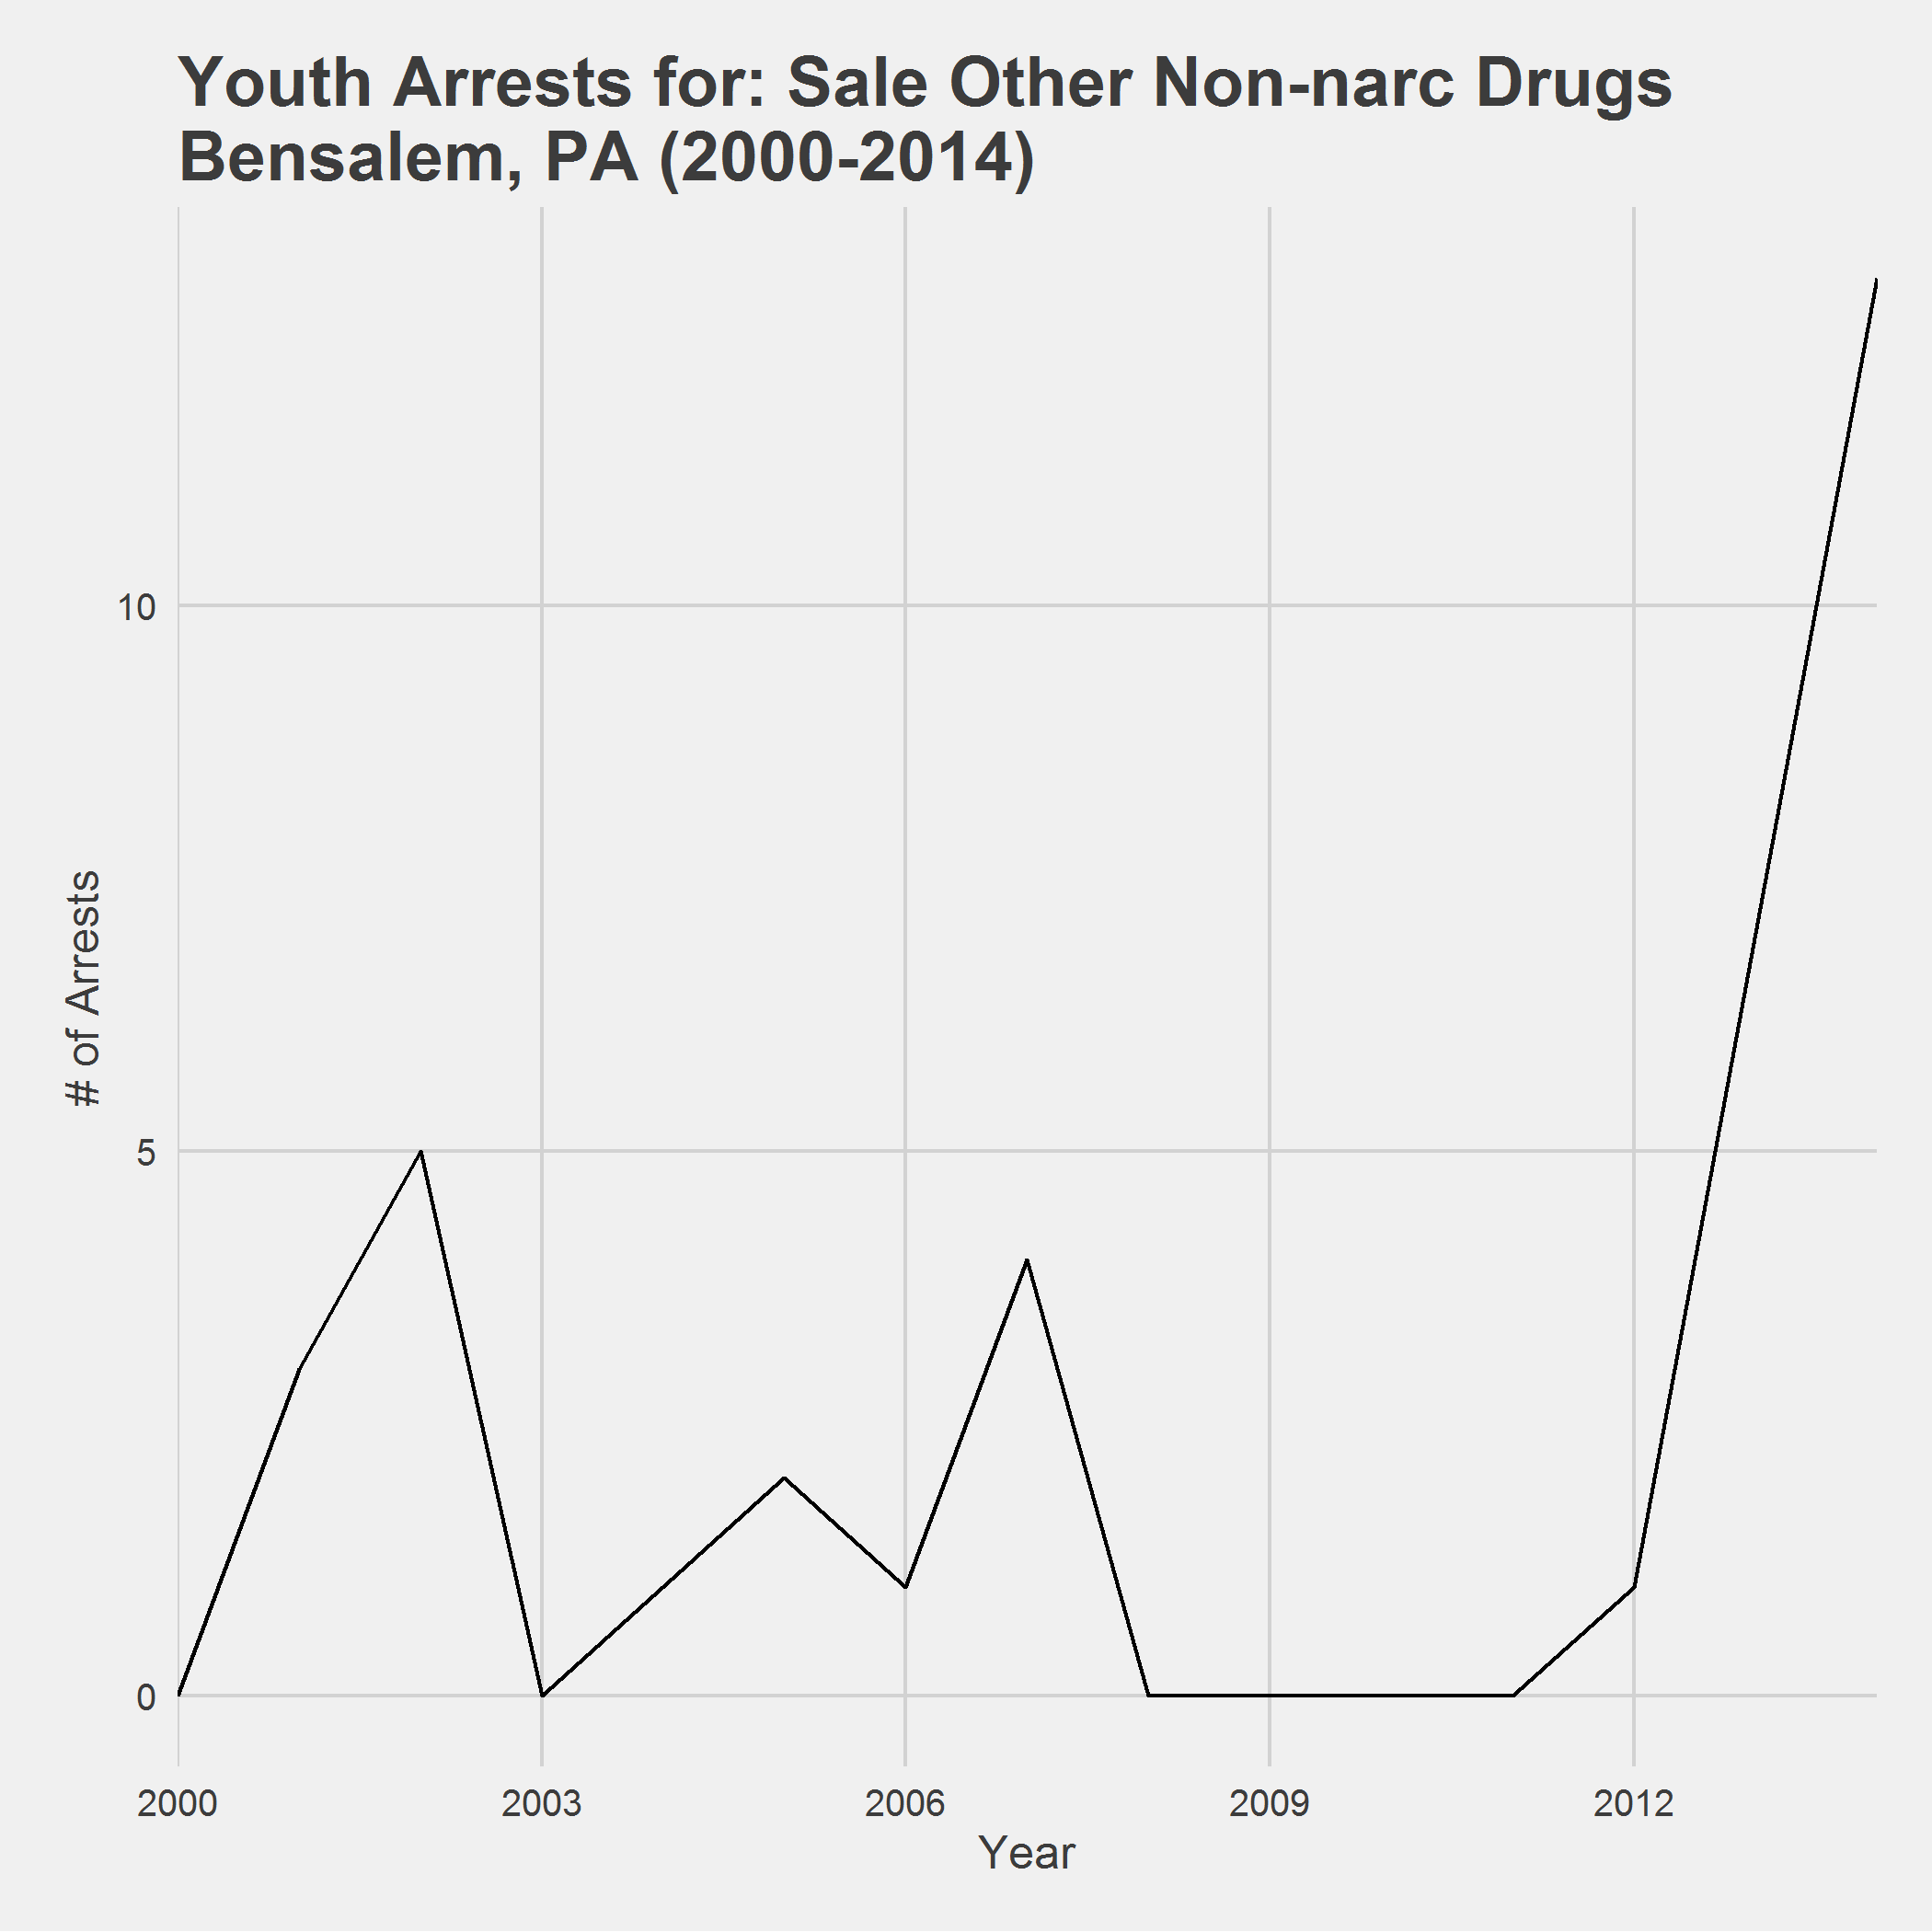 Youth Arrests for: Sale Other Non-narc Drugs
Bensalem, PA (2000-2014)
# of Arrests
10
5
0
2000 2003 2006 2009 2012
Year